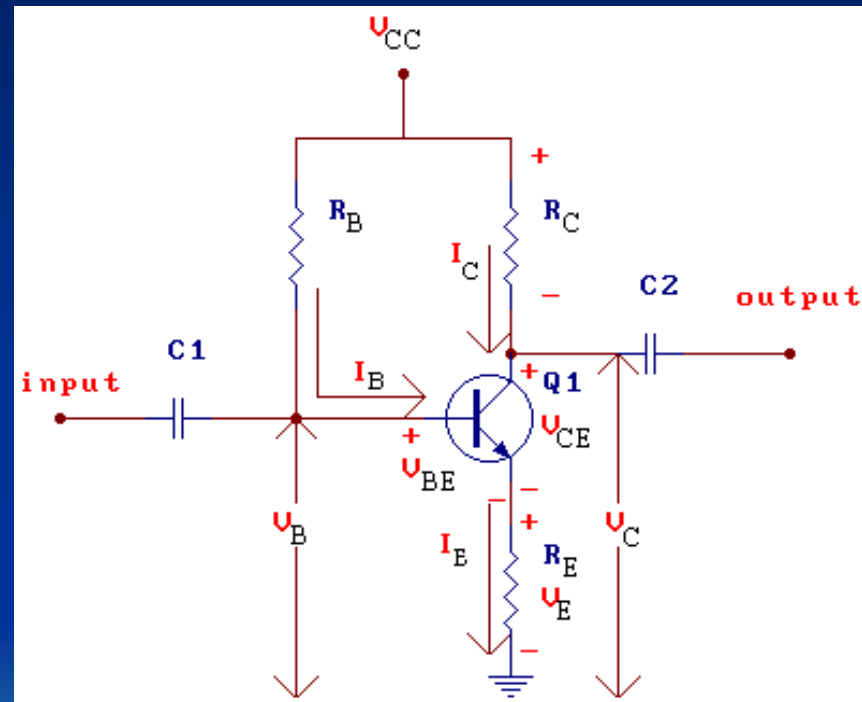 VCC
+
RB
RC
IC
−
C2
output
C1
input
IB
+
Q1
+
VCE
VBE
−
−
+
VB
IE
RE
VC
VE
−